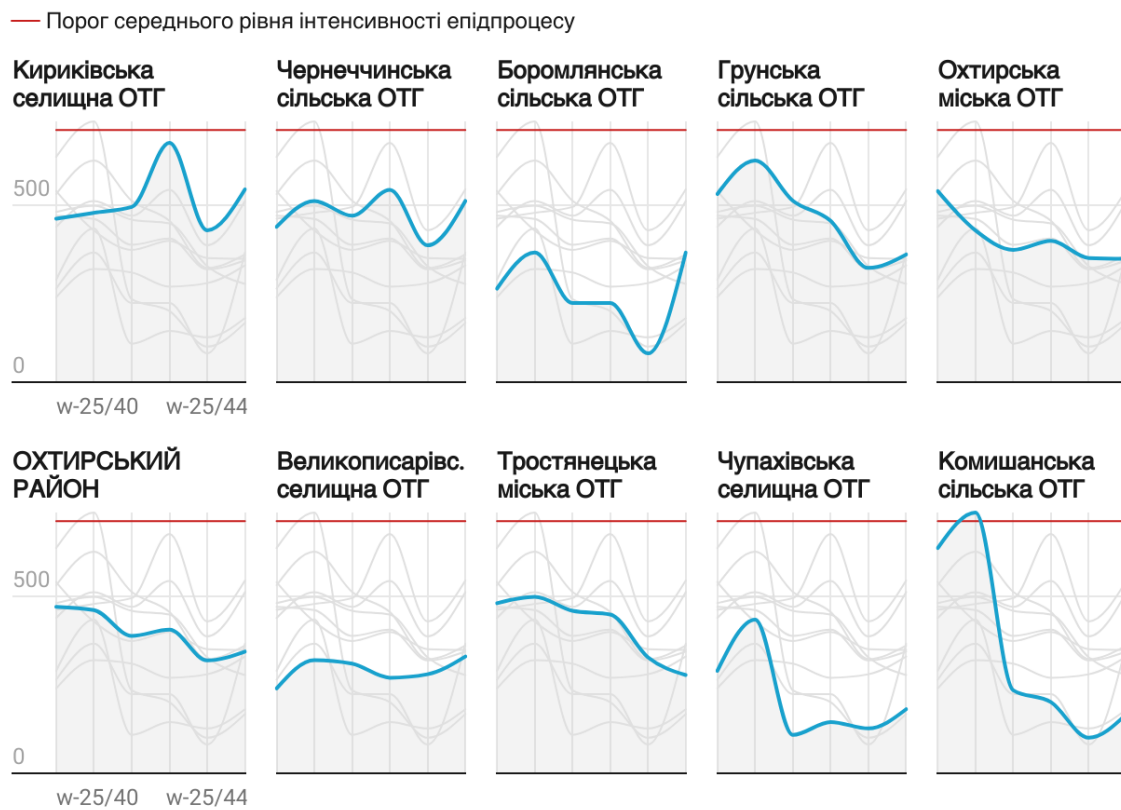 Порог середнього рівня інтенсивності епідпроцесу
Кириківська
селищна ОТГ
Чернеччинська
сільська ОТГ
Боромлянська
сільська ОТГ
Грунська
сільська ОТГ
Охтирська
міська ОТГ
500
0
w-25/40
w-25/44
ОХТИРСЬКИЙ
РАЙОН
Великописарівс.
селищна ОТГ
Тростянецька
міська ОТГ
Чупахівська
селищна ОТГ
Комишанська
сільська ОТГ
500
0
w-25/40
w-25/44